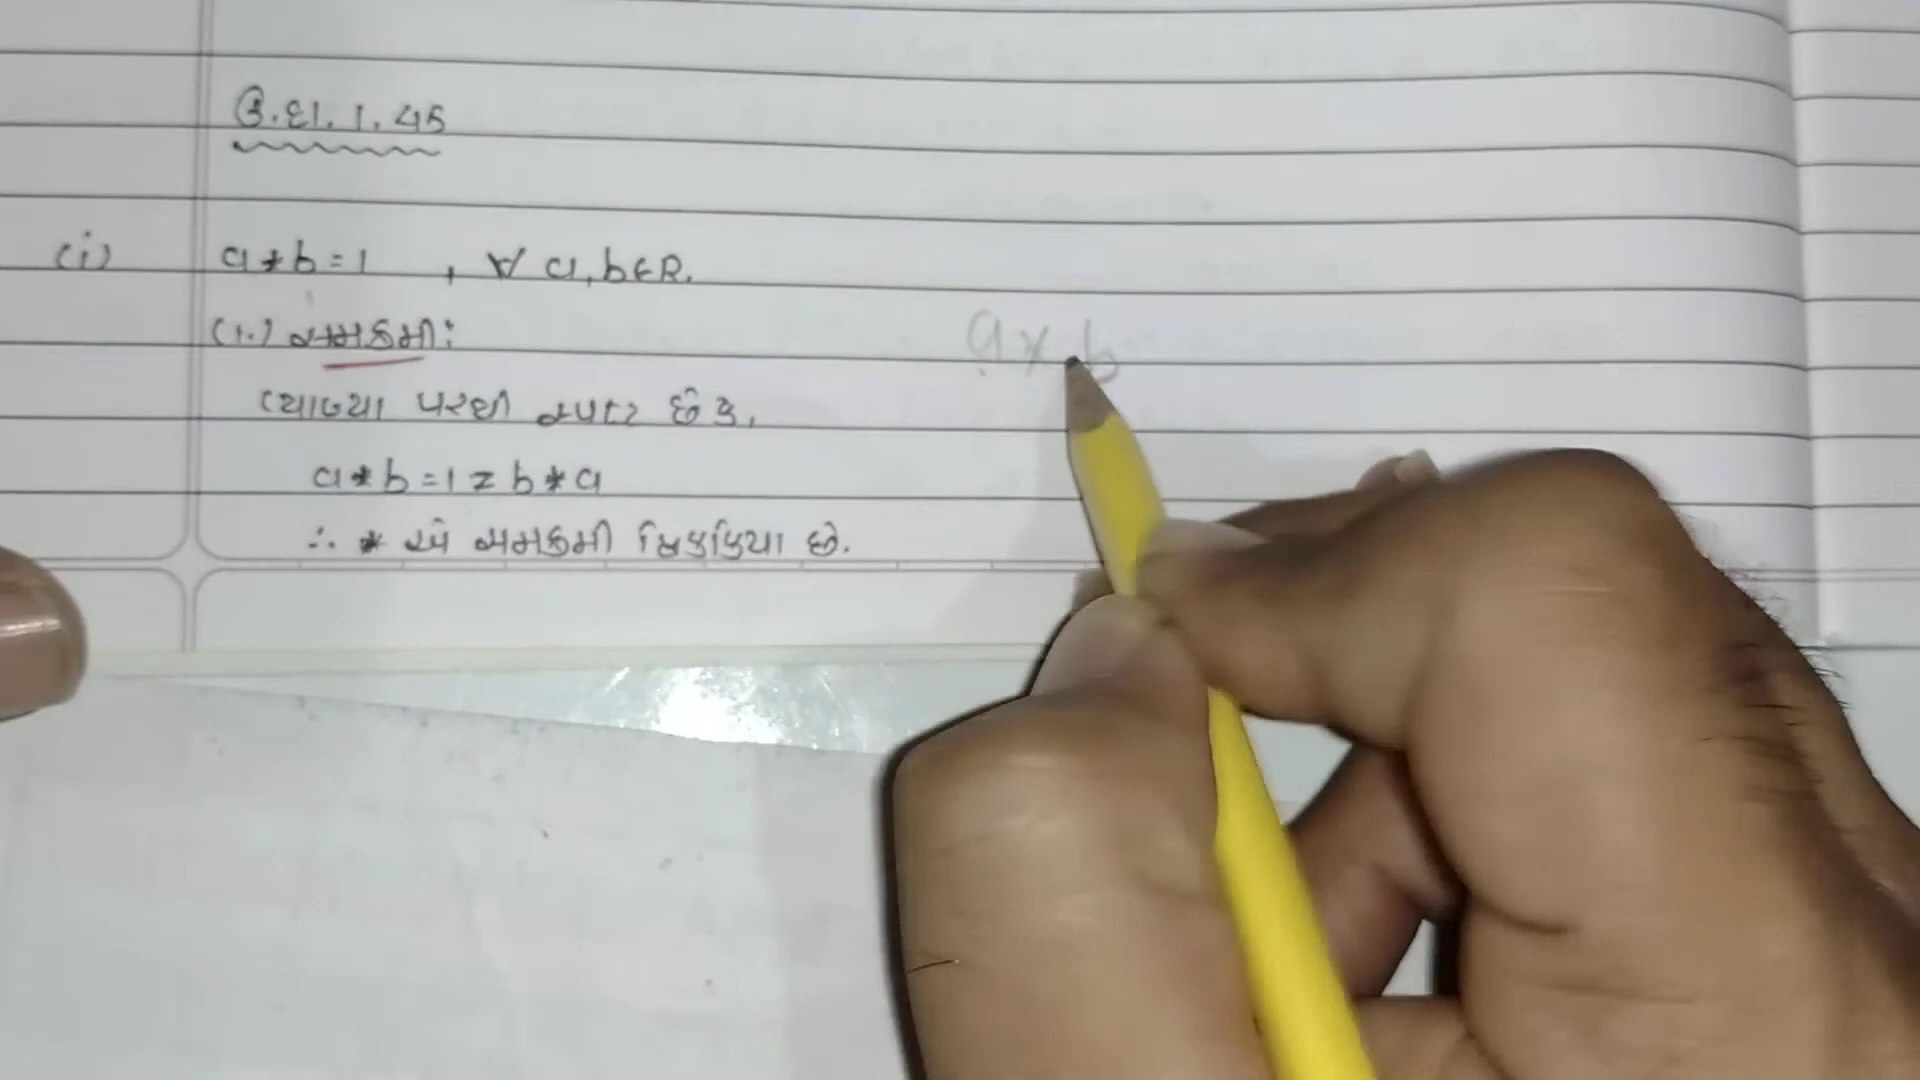 ઉ.દા. 1. 45
(i) a * b = 1 , ∀ a, b ∈ R.
(1.) સમક્રમી:
a × b
વ્યાખ્યા પરથી સ્પષ્ટ છે કે,
a * b = 1 = b * a
∴ * એ સમક્રમી દ્વિક્રિયા છે.